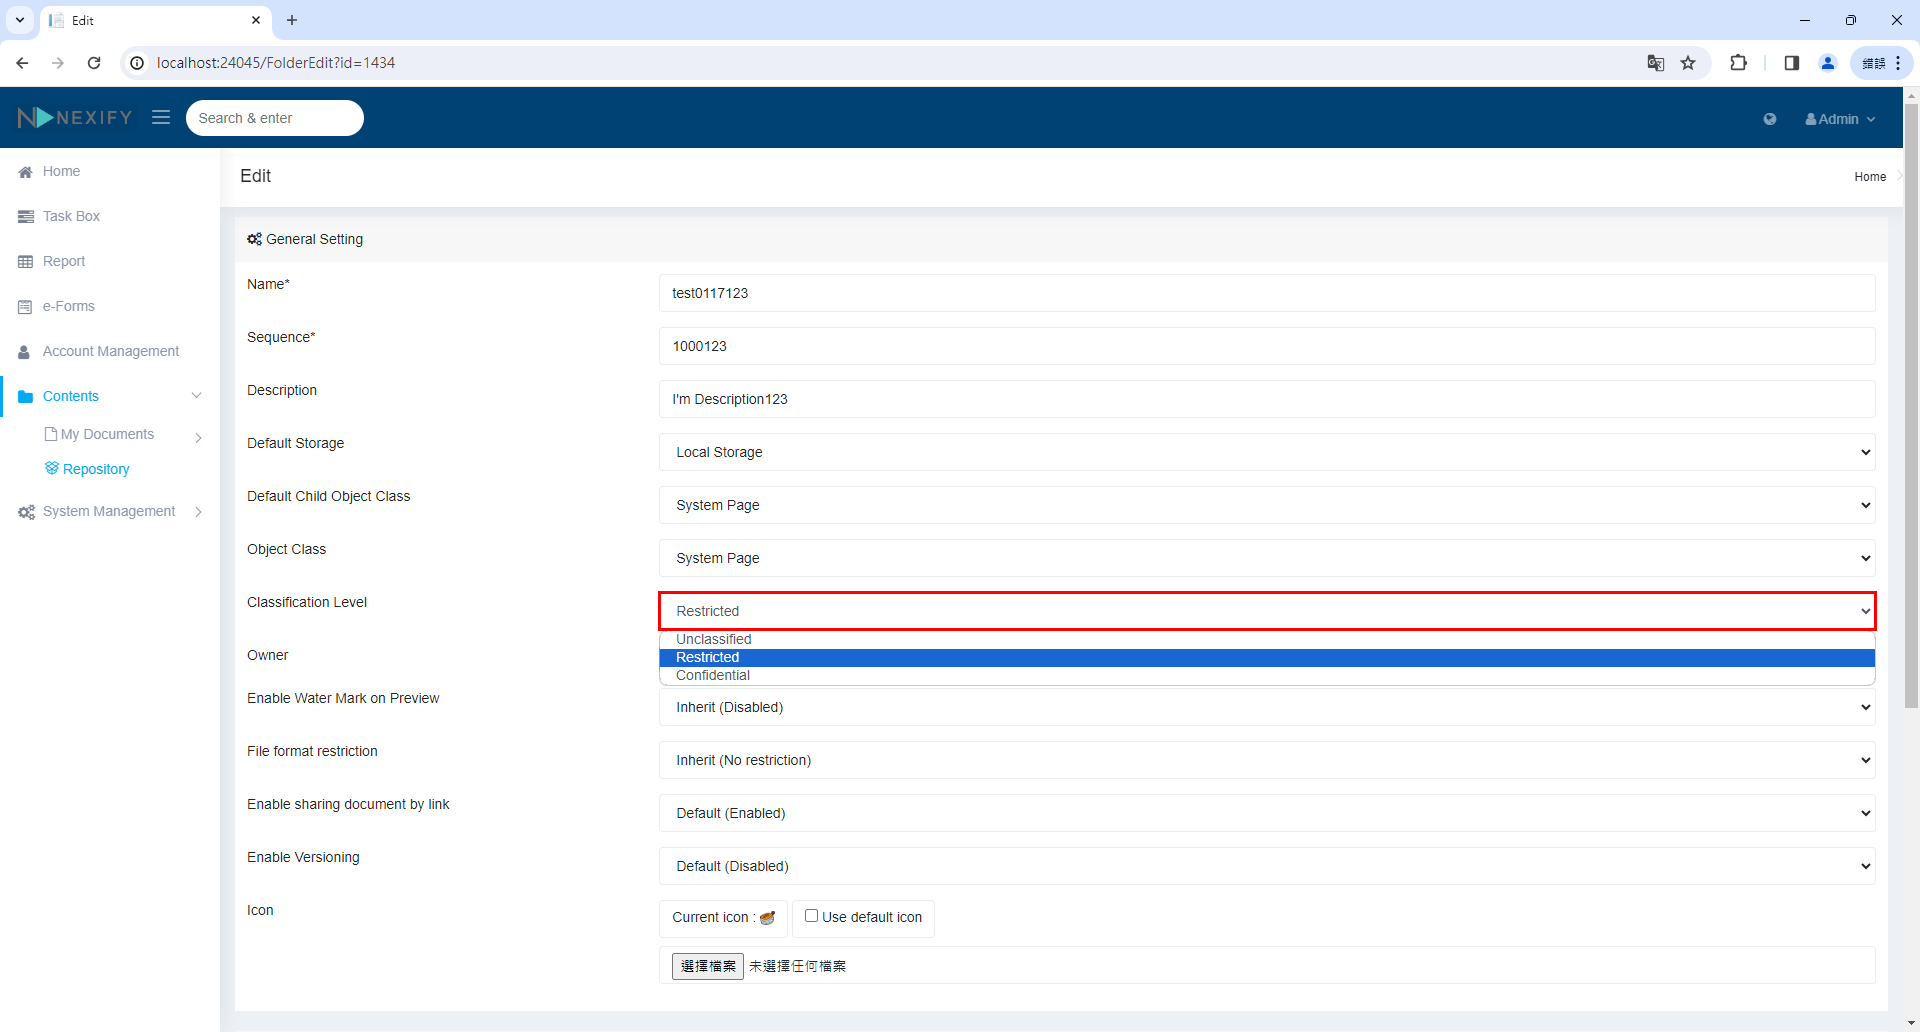 Edit
localhost:24045/FolderEdit?id=1434
錯誤
NEXIFY
Search & enter
Admin
Home
Task Box
Report
e-Forms
Account Management
Contents
My Documents
Repository
System Management
Edit
Home
General Setting
Name*
test0117123
Sequence*
1000123
Description
I'm Description123
Default Storage
Local Storage
Default Child Object Class
System Page
Object Class
System Page
Classification Level
Restricted
Unclassified
Restricted
Confidential
Owner
Enable Water Mark on Preview
Inherit (Disabled)
File format restriction
Inherit (No restriction)
Enable sharing document by link
Default (Enabled)
Enable Versioning
Default (Disabled)
Icon
Current icon :
Use default icon
選擇檔案 未選擇任何檔案